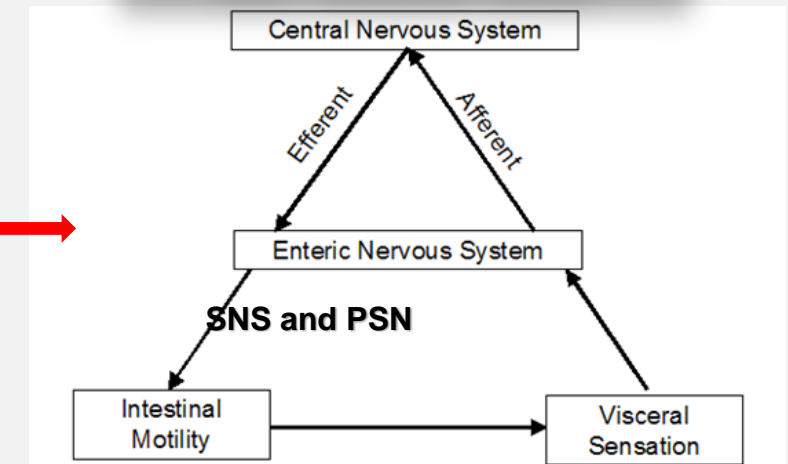 Central Nervous System
Efferent
Afferent
Enteric Nervous System
SNS and PSN
Intestinal
Motility
Visceral
Sensation